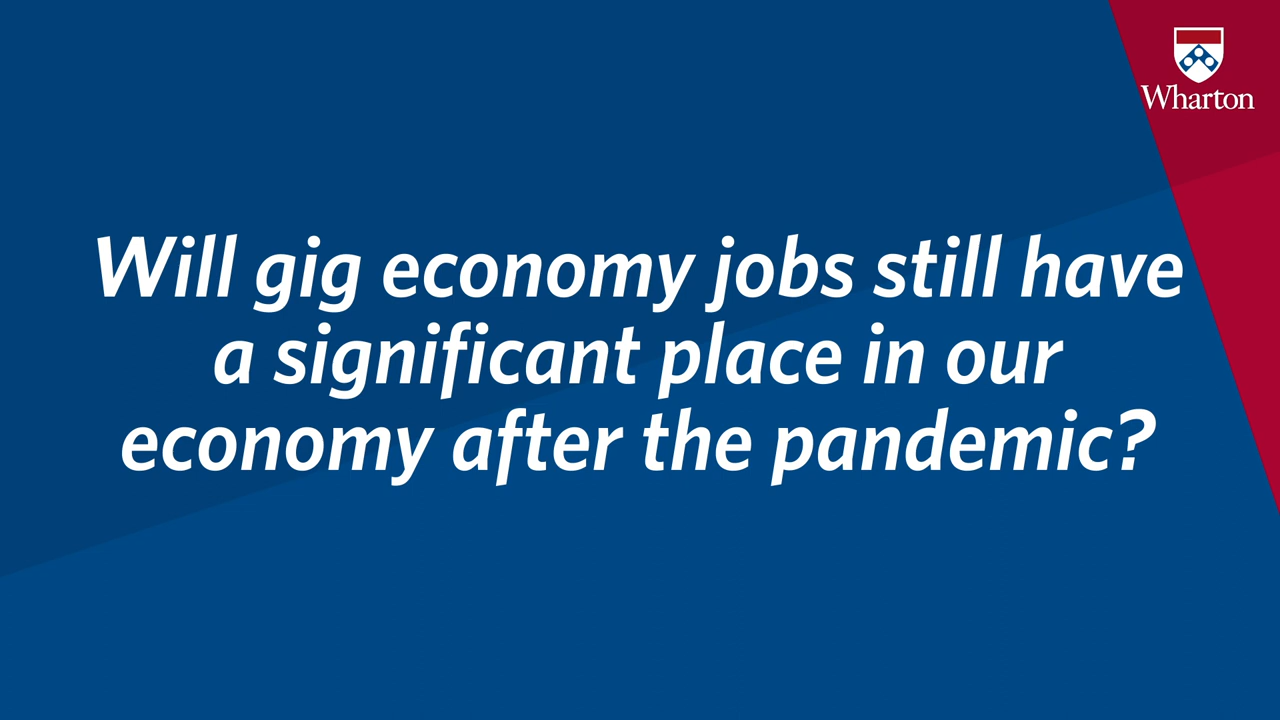 Wharton
Will gig economy jobs still have
a significant place in our
economy after the pandemic?